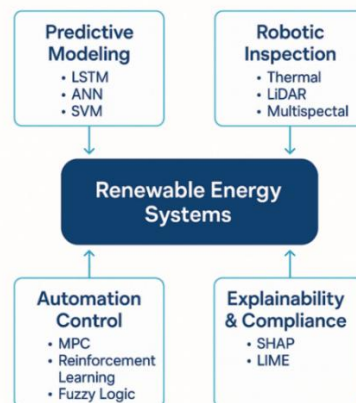 Predictive
Modeling
• LSTM
• ANN
• SVM
Robotic
Inspection
• Thermal
• LiDAR
• Multispectal
Renewable Energy
Systems
Automation
Control
• MPC
• Reinforcement
Learning
• Fuzzy Logic
Explainability
& Compliance
• SHAP
• LIME